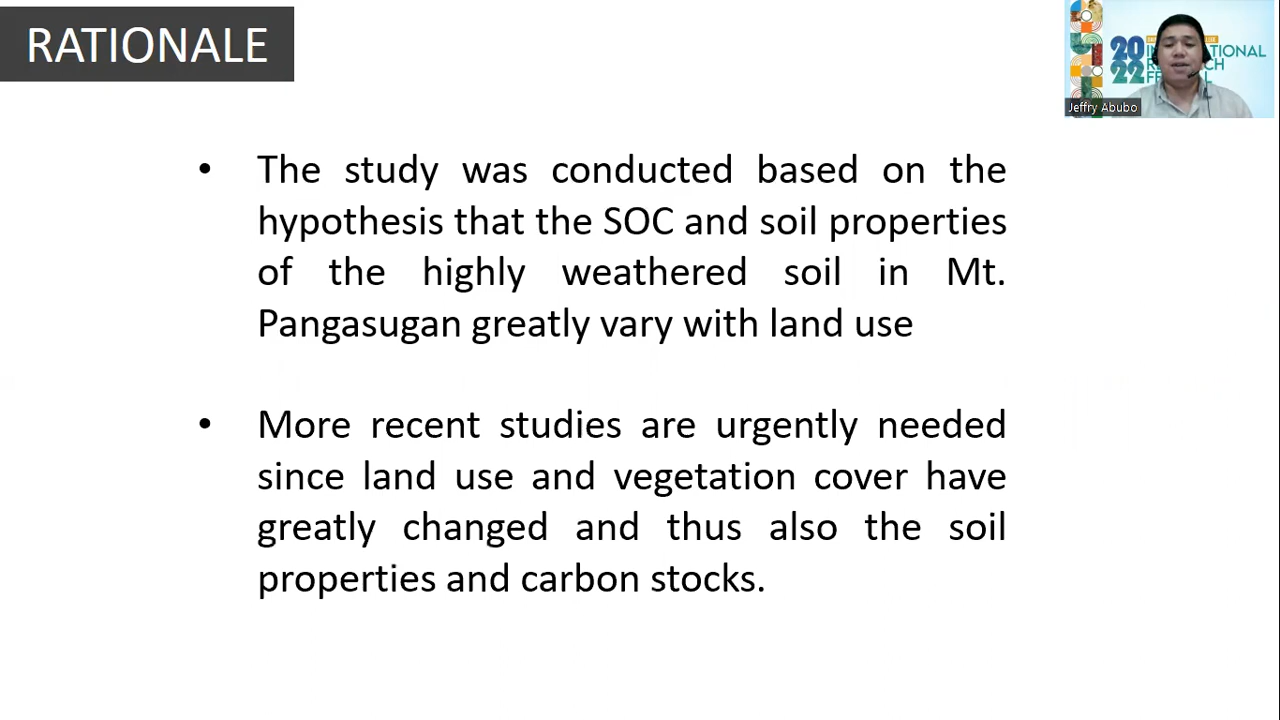 RATIONALE
20
22
Jeffry Abubo
• The study was conducted based on the
hypothesis that the SOC and soil properties
of the highly weathered soil in Mt.
Pangasugan greatly vary with land use
• More recent studies are urgently needed
since land use and vegetation cover have
greatly changed and thus also the soil
properties and carbon stocks.